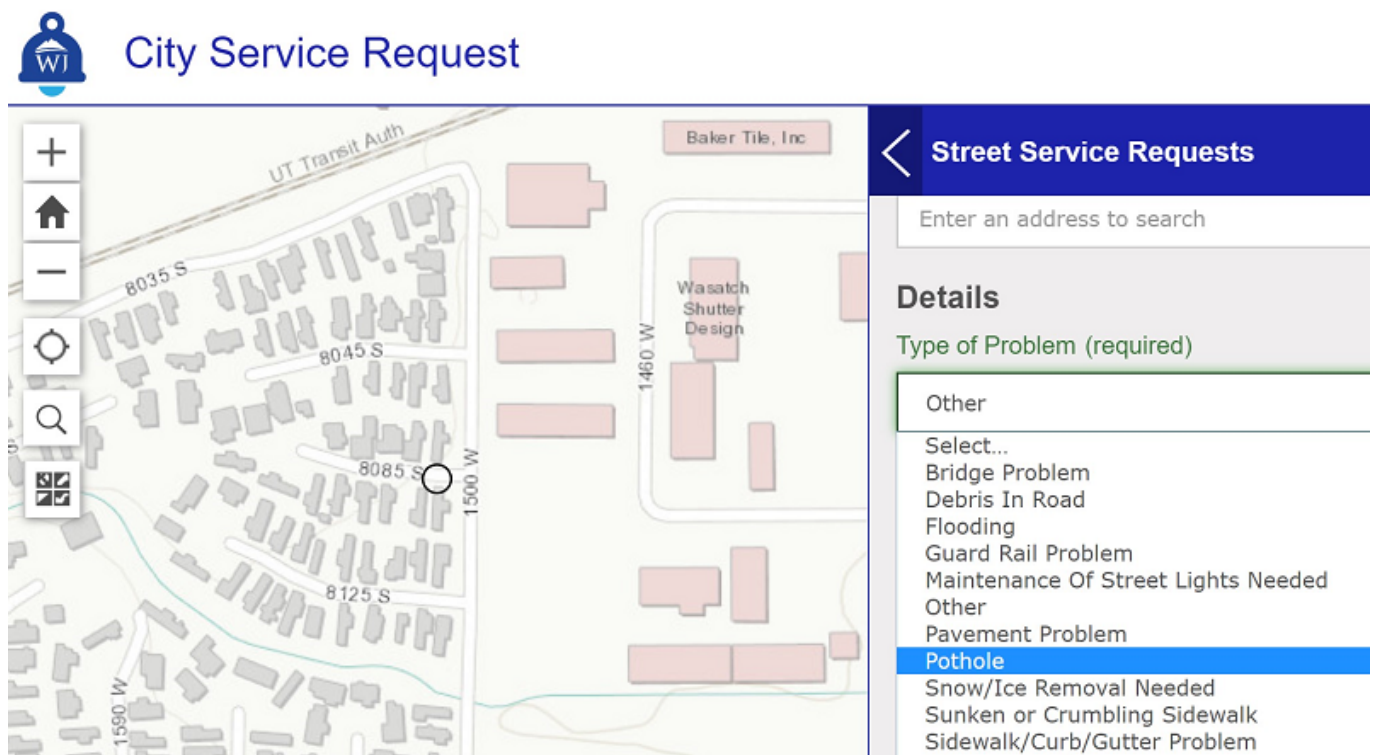 WJ
City Service Request
UT Transit Auth
Baker Tile, Inc
8035 S
Wasatch
Shutter
Design
8045 S
1460 W
8085 S
1500 W
8125 S
1590 W
S
Street Service Requests
Enter an address to search
Details
Type of Problem (required)
Other
Select...
Bridge Problem
Debris In Road
Flooding
Guard Rail Problem
Maintenance Of Street Lights Needed
Other
Pavement Problem
Pothole
Snow/Ice Removal Needed
Sunken or Crumbling Sidewalk
Sidewalk/Curb/Gutter Problem